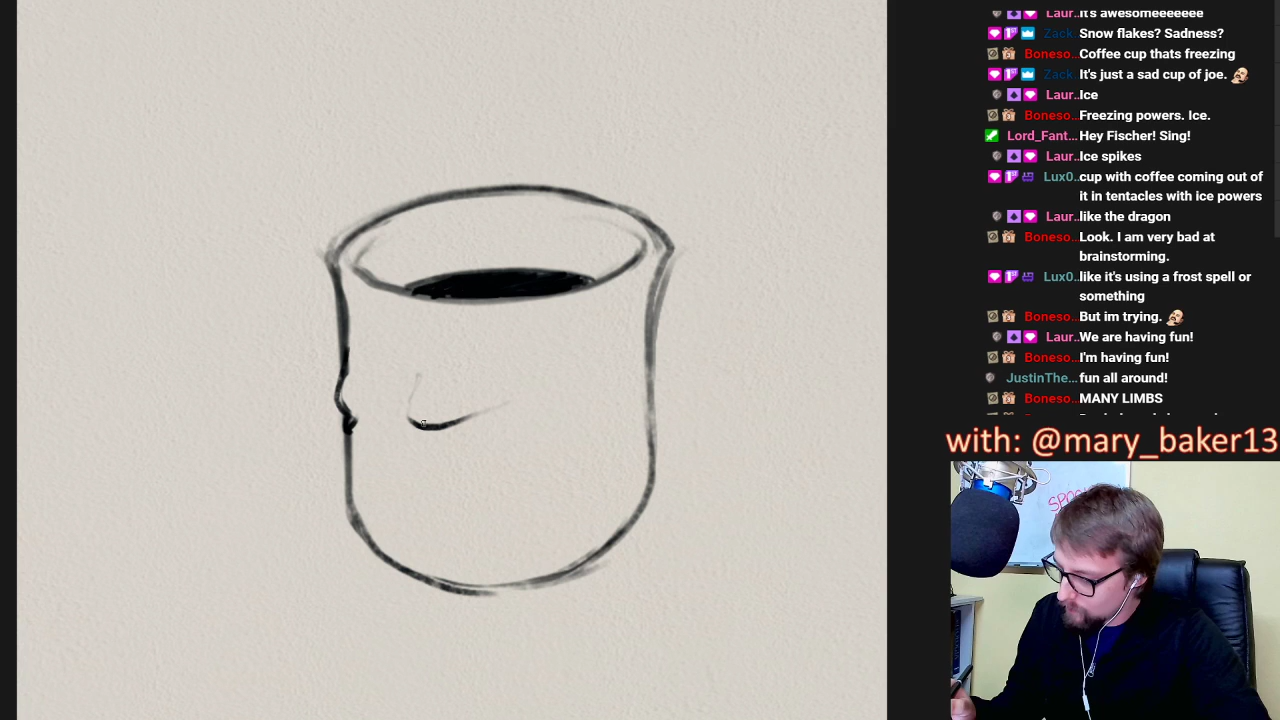 Laur.. It's awesomeeeeeee
Zack Snow flakes? Sadness?
Boneso... Coffee cup thats freezing
Zack It's just a sad cup of joe.
Laur.. Ice
Boneso... Freezing powers. Ice.
Lord_Fant... Hey Fischer! Sing!
Laur.. Ice spikes
Lux0.. cup with coffee coming out of
it in tentacles with ice powers
Laur.. like the dragon
Boneso... Look. I am very bad at
brainstorming.
Lux0.. like it's using a frost spell or
something
Boneso... But im trying.
Laur.. We are having fun!
Boneso... I'm having fun!
JustinThe... fun all around!
Boneso... MANY LIMBS
with: @mary_baker13